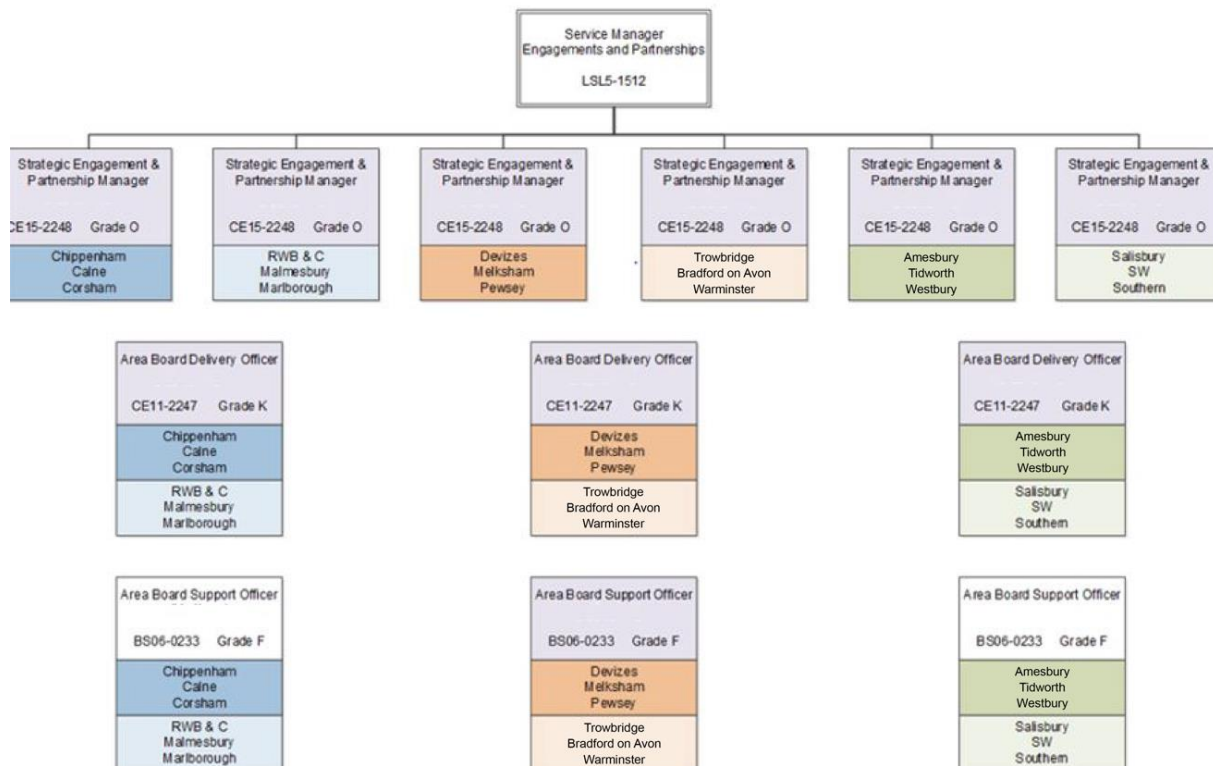 Service Manager
Engagements and Partnerships
LSL5-1512
Strategic Engagement &
Partnership Manager
CE15-2248 Grade O
Chippenham
Calne
Corsham
Strategic Engagement &
Partnership Manager
CE15-2248 Grade O
RWB & C
Malmesbury
Marlborough
Strategic Engagement &
Partnership Manager
CE15-2248 Grade O
Devizes
Melksham
Pewsey
Strategic Engagement &
Partnership Manager
CE15-2248 Grade O
Trowbridge
Bradford on Avon
Warminster
Strategic Engagement &
Partnership Manager
CE15-2248 Grade O
Amesbury
Tidworth
Westbury
Strategic Engagement &
Partnership Manager
CE15-2248 Grade O
Salisbury
SW
Southern
Area Board Delivery Officer
CE11-2247 Grade K
Chippenham
Calne
Corsham
RWB & C
Malmesbury
Marlborough
Area Board Delivery Officer
CE11-2247 Grade K
Devizes
Melksham
Pewsey
Trowbridge
Bradford on Avon
Warminster
Area Board Delivery Officer
CE11-2247 Grade K
Amesbury
Tidworth
Westbury
Salisbury
SW
Southern
Area Board Support Officer
BS06-0233 Grade F
Chippenham
Calne
Corsham
RWB & C
Malmesbury
Marlborough
Area Board Support Officer
BS06-0233 Grade F
Devizes
Melksham
Pewsey
Trowbridge
Bradford on Avon
Warminster
Area Board Support Officer
BS06-0233 Grade F
Amesbury
Tidworth
Westbury
Salisbury
SW
Southern